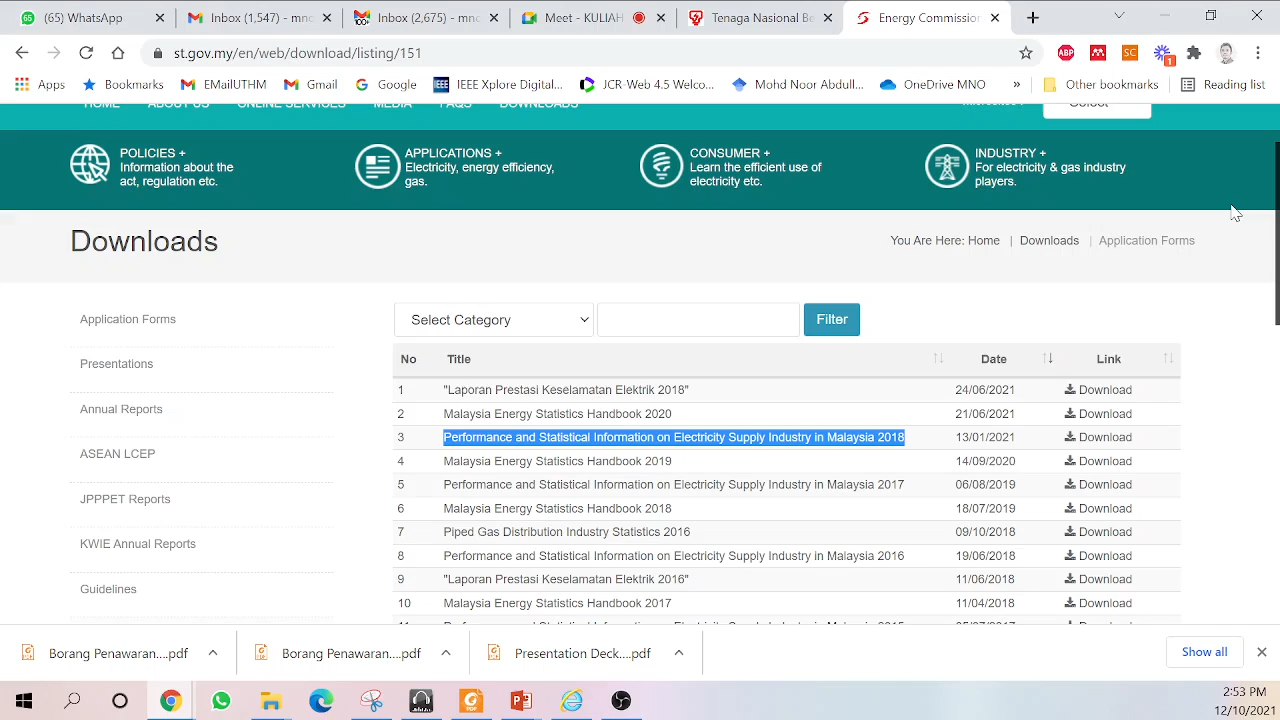 (65) WhatsApp
Inbox (1,547) - mnc
Inbox (2,675) - mnc
Meet - KULIAH
Tenaga Nasional Be
Energy Commission
st.gov.my/en/web/download/listing/151
Apps
Bookmarks
EMailUTHM
Gmail
Google
IEEE Xplore Digital...
JCR-Web 4.5 Welco...
Mohd Noor Abdull...
OneDrive MNO
»
Other bookmarks
Reading list
HOME ABOUT US ONLINE SERVICES MEDIA FAQS DOWNLOADS
Select
POLICIES +
Information about the
act, regulation etc.
APPLICATIONS +
Electricity, energy efficiency,
gas.
CONSUMER +
Learn the efficient use of
electricity etc.
INDUSTRY +
For electricity & gas industry
players.
Downloads
You Are Here: Home | Downloads | Application Forms
Application Forms
Presentations
Annual Reports
ASEAN LCEP
JPPPET Reports
KWIE Annual Reports
Guidelines
Select Category
Filter
No Title Date Link
1 "Laporan Prestasi Keselamatan Elektrik 2018" 24/06/2021 Download
2 Malaysia Energy Statistics Handbook 2020 21/06/2021 Download
3 Performance and Statistical Information on Electricity Supply Industry in Malaysia 2018 13/01/2021 Download
4 Malaysia Energy Statistics Handbook 2019 14/09/2020 Download
5 Performance and Statistical Information on Electricity Supply Industry in Malaysia 2017 06/08/2019 Download
6 Malaysia Energy Statistics Handbook 2018 18/07/2019 Download
7 Piped Gas Distribution Industry Statistics 2016 09/10/2018 Download
8 Performance and Statistical Information on Electricity Supply Industry in Malaysia 2016 19/06/2018 Download
9 "Laporan Prestasi Keselamatan Elektrik 2016" 11/06/2018 Download
10 Malaysia Energy Statistics Handbook 2017 11/04/2018 Download
Borang Penawaran....pdf
Borang Penawaran....pdf
Presentation Deck....pdf
Show all
2:53 PM
12/10/2021